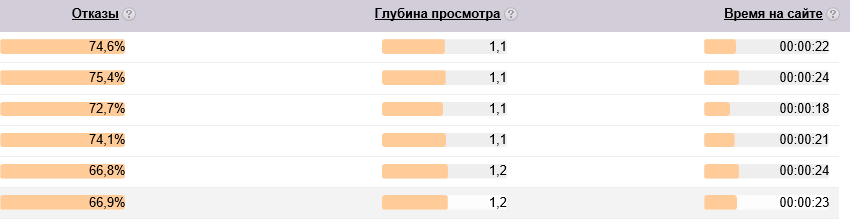 Отказы ? Глубина просмотра ? Время на сайте ?
74,6% 1,1 00:00:22
75,4% 1,1 00:00:24
72,7% 1,1 00:00:18
74,1% 1,1 00:00:21
66,8% 1,2 00:00:24
66,9% 1,2 00:00:23